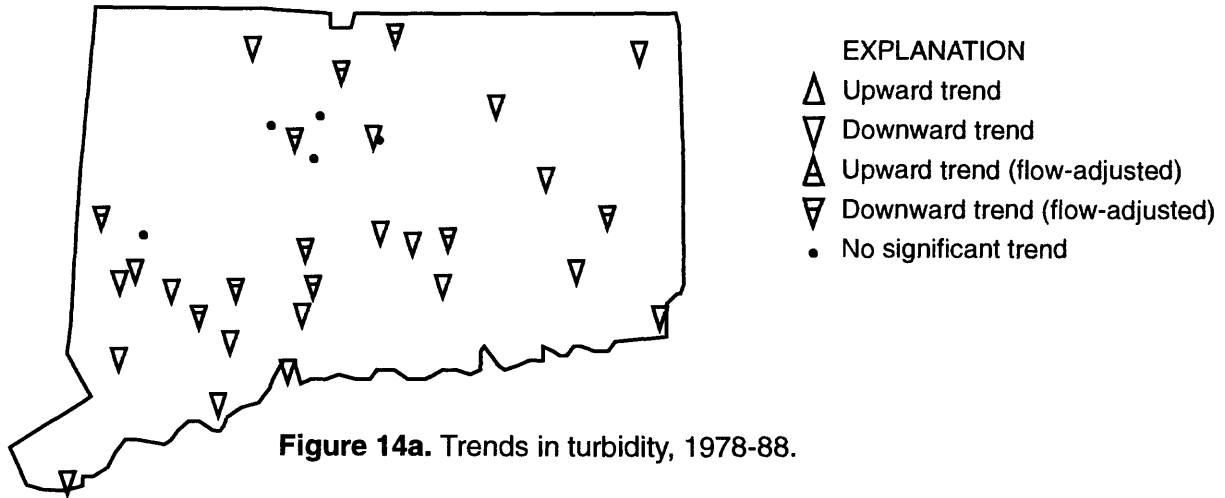 EXPLANATION
Upward trend
Downward trend
Upward trend (flow-adjusted)
Downward trend (flow-adjusted)
No significant trend
Figure 14a. Trends in turbidity, 1978-88.